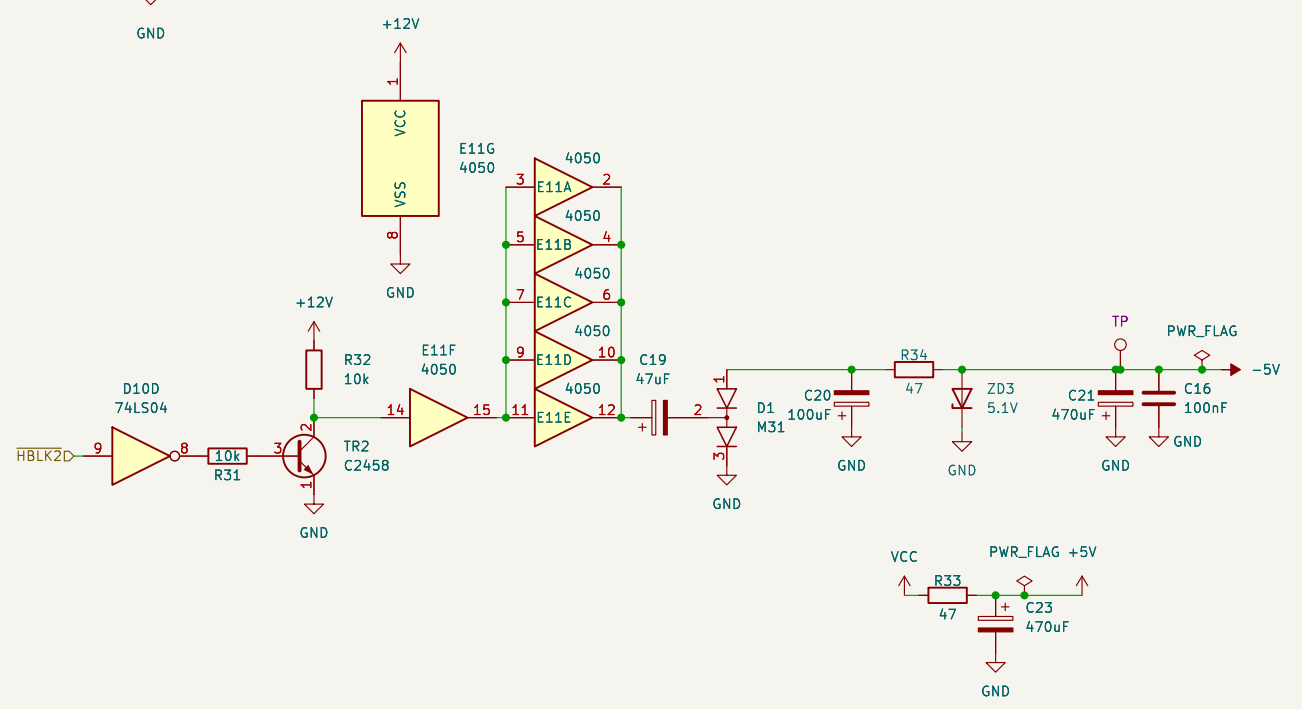 GND
+12V
1
VCC
VSS
8
GND
E11G
4050
4050
3
E11A
2
4050
5
E11B
4
4050
7
E11C
6
4050
9
E11D
10
4050
11
E11E
12
+12V
R32
10k
E11F
4050
14
15
D10D
74LS04
HBLK2
9
8
10k
R31
3
2
1
TR2
C2458
GND
C19
47uF
+
2
1
3
D1
M31
GND
C20
100uF
+
GND
R34
47
ZD3
5.1V
GND
TP
PWR_FLAG
C21
470uF
+
GND
C16
100nF
GND
-5V
VCC
R33
47
PWR_FLAG
+5V
+
C23
470uF
GND